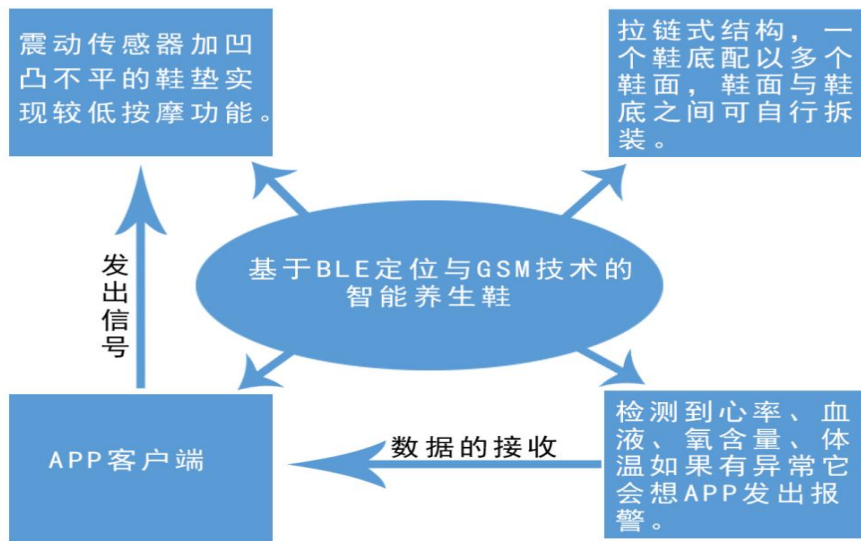 震动传感器加凹
凸不平的鞋垫实
现较低按摩功能。
拉链式结构，一
个鞋底配以多个
鞋面，鞋面与鞋
底之间可自行拆
装。
基于BLE定位与GSM技术的
智能养生鞋
发出信号
APP客户端
数据的接收
检测到心率、血
液、氧含量、体
温如果有异常它
会想APP发出报
警。